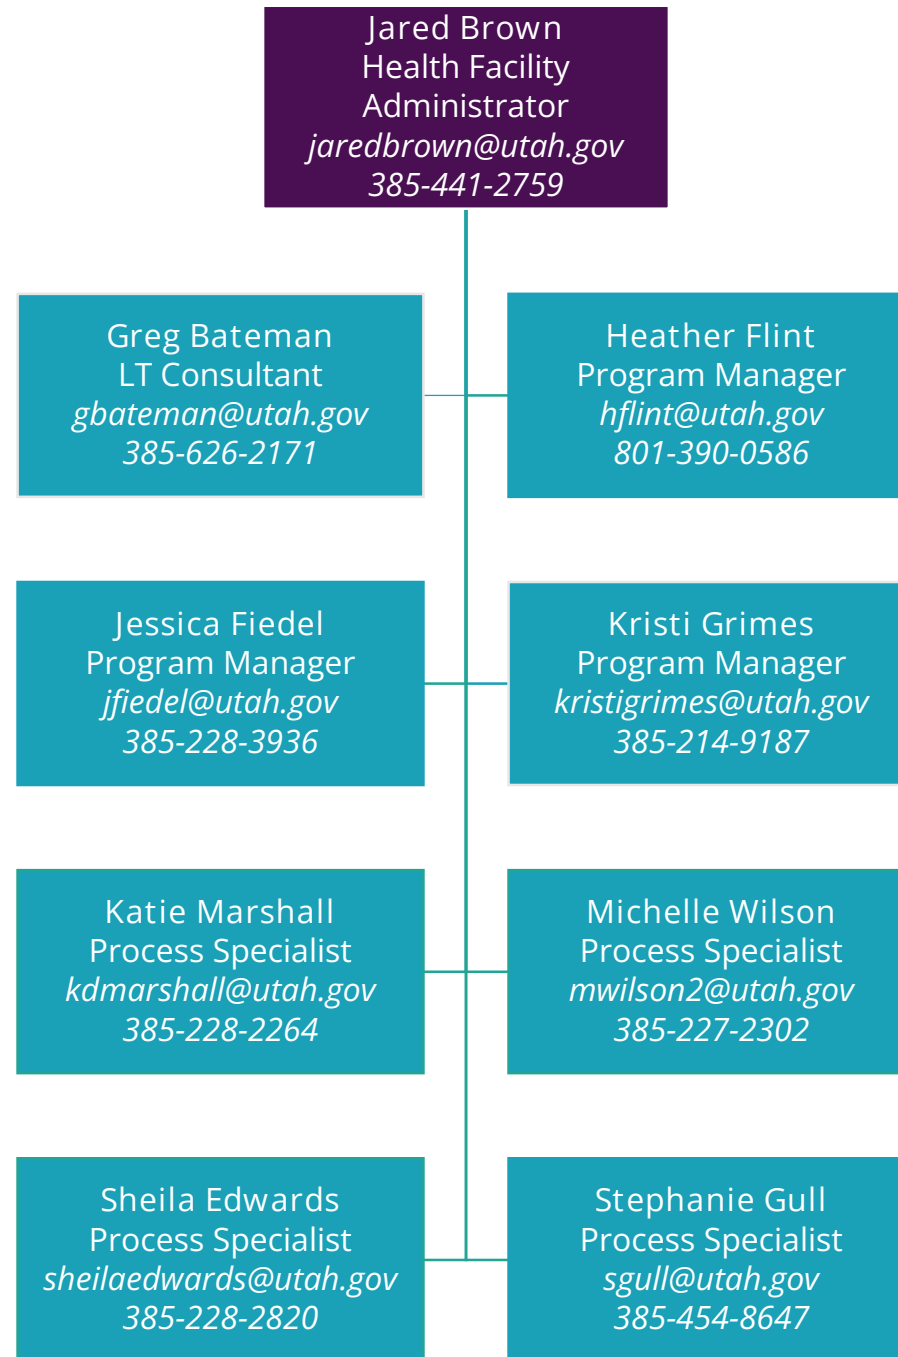 Jared Brown
Health Facility
Administrator
jaredbrown@utah.gov
385-441-2759
Greg Bateman
LT Consultant
gbateman@utah.gov
385-626-2171
Heather Flint
Program Manager
hflint@utah.gov
801-390-0586
Jessica Fiedel
Program Manager
jfiedel@utah.gov
385-228-3936
Kristi Grimes
Program Manager
kristigrimes@utah.gov
385-214-9187
Katie Marshall
Process Specialist
kdmarshall@utah.gov
385-228-2264
Michelle Wilson
Process Specialist
mwilson2@utah.gov
385-227-2302
Sheila Edwards
Process Specialist
sheilaedwards@utah.gov
385-228-2820
Stephanie Gull
Process Specialist
sgull@utah.gov
385-454-8647